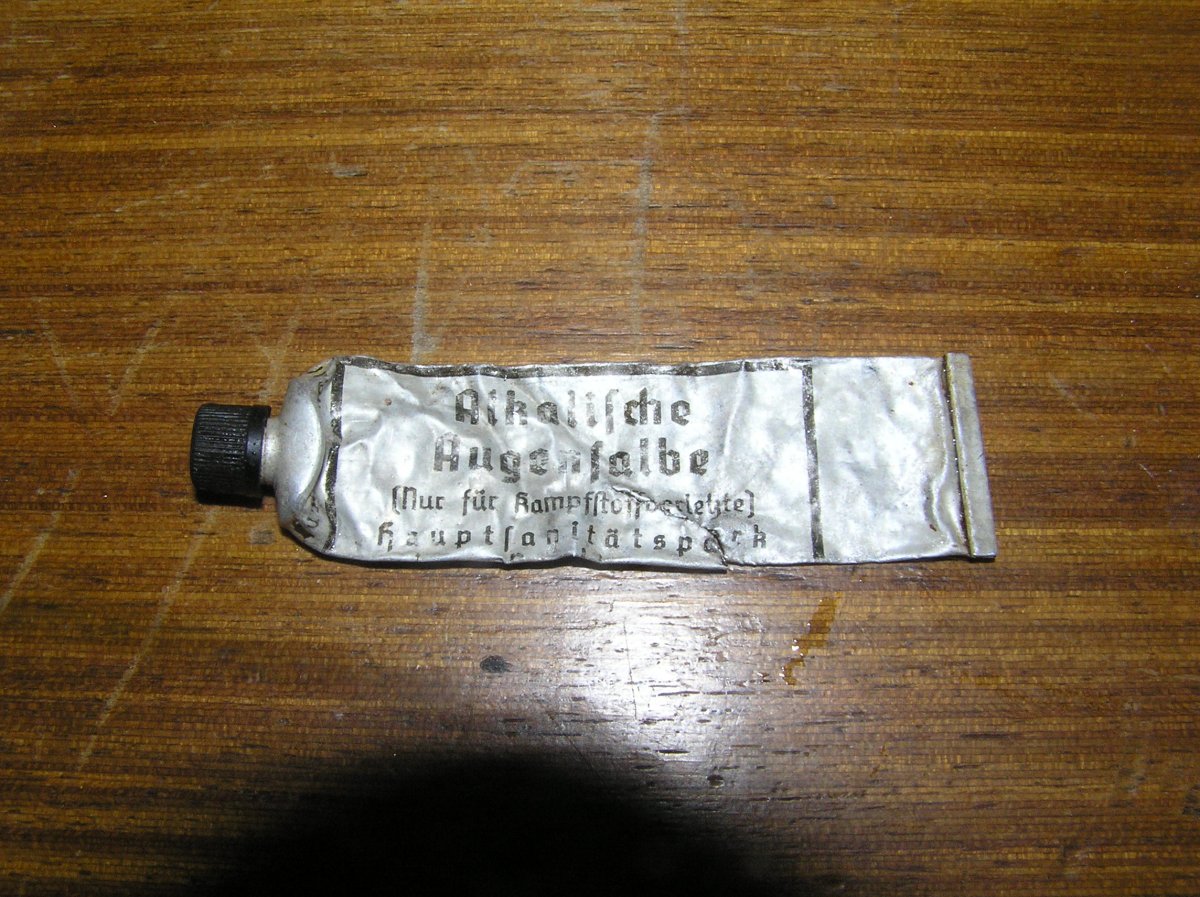 Alkaliſche
Augenſalbe
(Nur für Kampfſtoffverletzte)
Hauptſanitätspark